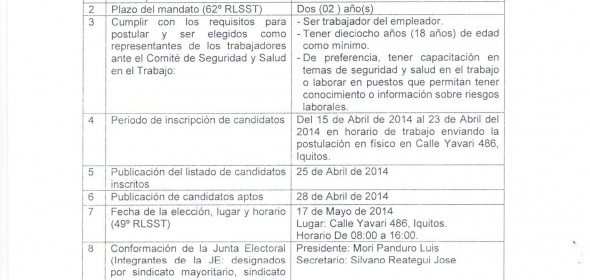 2 Plazo del mandato (62º RLSST) Dos (02 ) año(s)
3 Cumplir con los requisitos para - Ser trabajador del empleador.
postular y ser elegidos como - Tener dieciocho años (18 años) de edad
representantes de los trabajadores como mínimo.
ante el Comité de Seguridad y Salud - De preferencia, tener capacitación en
en el Trabajo: temas de seguridad y salud en el trabajo
o laborar en puestos que permitan tener
conocimiento o información sobre riesgos
laborales.
4 Periodo de inscripción de candidatos Del 15 de Abril de 2014 al 23 de Abril del
2014 en horario de trabajo enviando la
postulación en físico en Calle Yavari 486,
Iquitos.
5 Publicación del listado de candidatos 25 de Abril de 2014
inscritos
6 Publicación de candidatos aptos 28 de Abril de 2014
7 Fecha de la elección, lugar y horario 17 de Mayo de 2014
(49º RLSST) Lugar: Calle Yavari 486, Iquitos.
Horario De 08:00 a 16:00.
8 Conformación de la Junta Electoral Presidente: Mori Panduro Luis
(Integrantes de la JE: designados Secretario: Silvano Reategui Jose
por sindicato mayoritario, sindicato